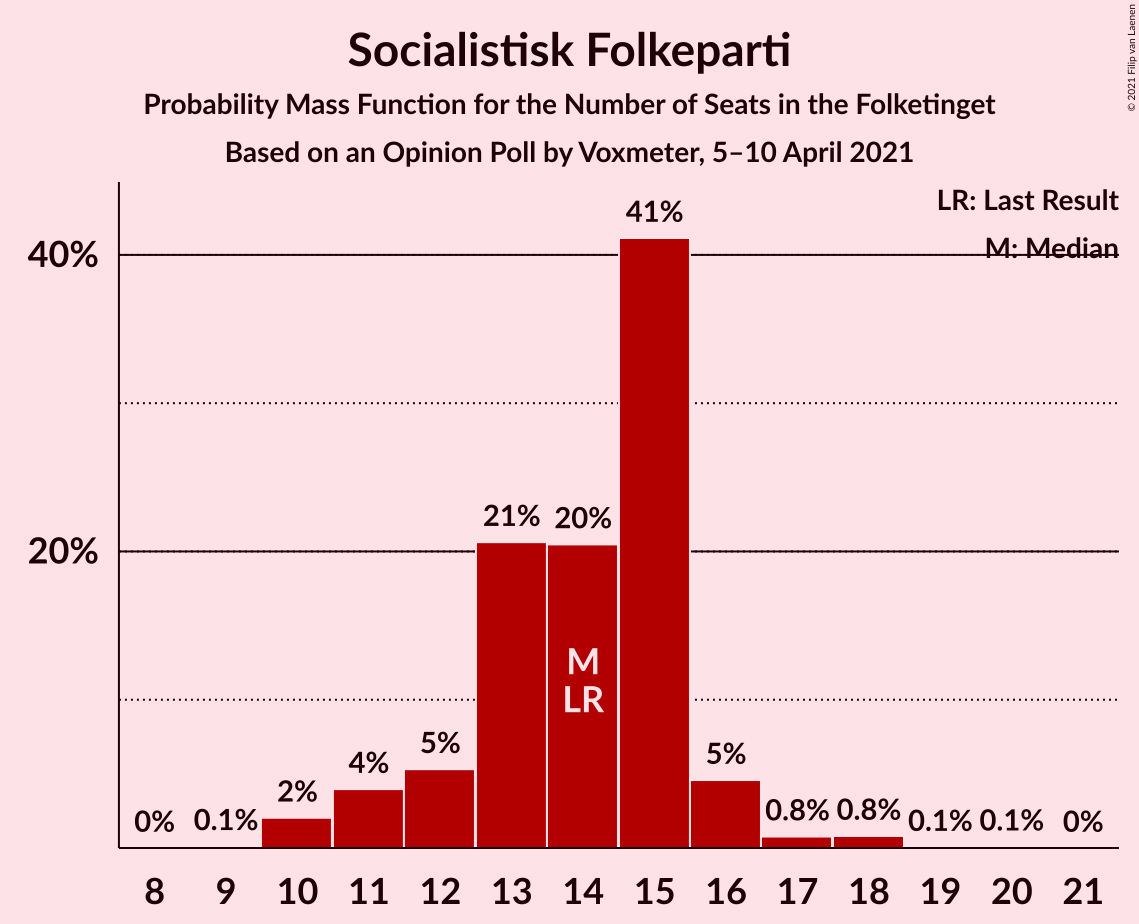 Socialistisk Folkeparti
Probability Mass Function for the Number of Seats in the Folketinget
Based on an Opinion Poll by Voxmeter, 5–10 April 2021
© 2021 Filip van Laenen
LR: Last Result
M: Median
40%
20%
0%
0.1%
2%
4%
5%
21%
20%
41%
5%
0.8%
0.8%
0.1%
0.1%
0%
M
LR
8 9 10 11 12 13 14 15 16 17 18 19 20 21